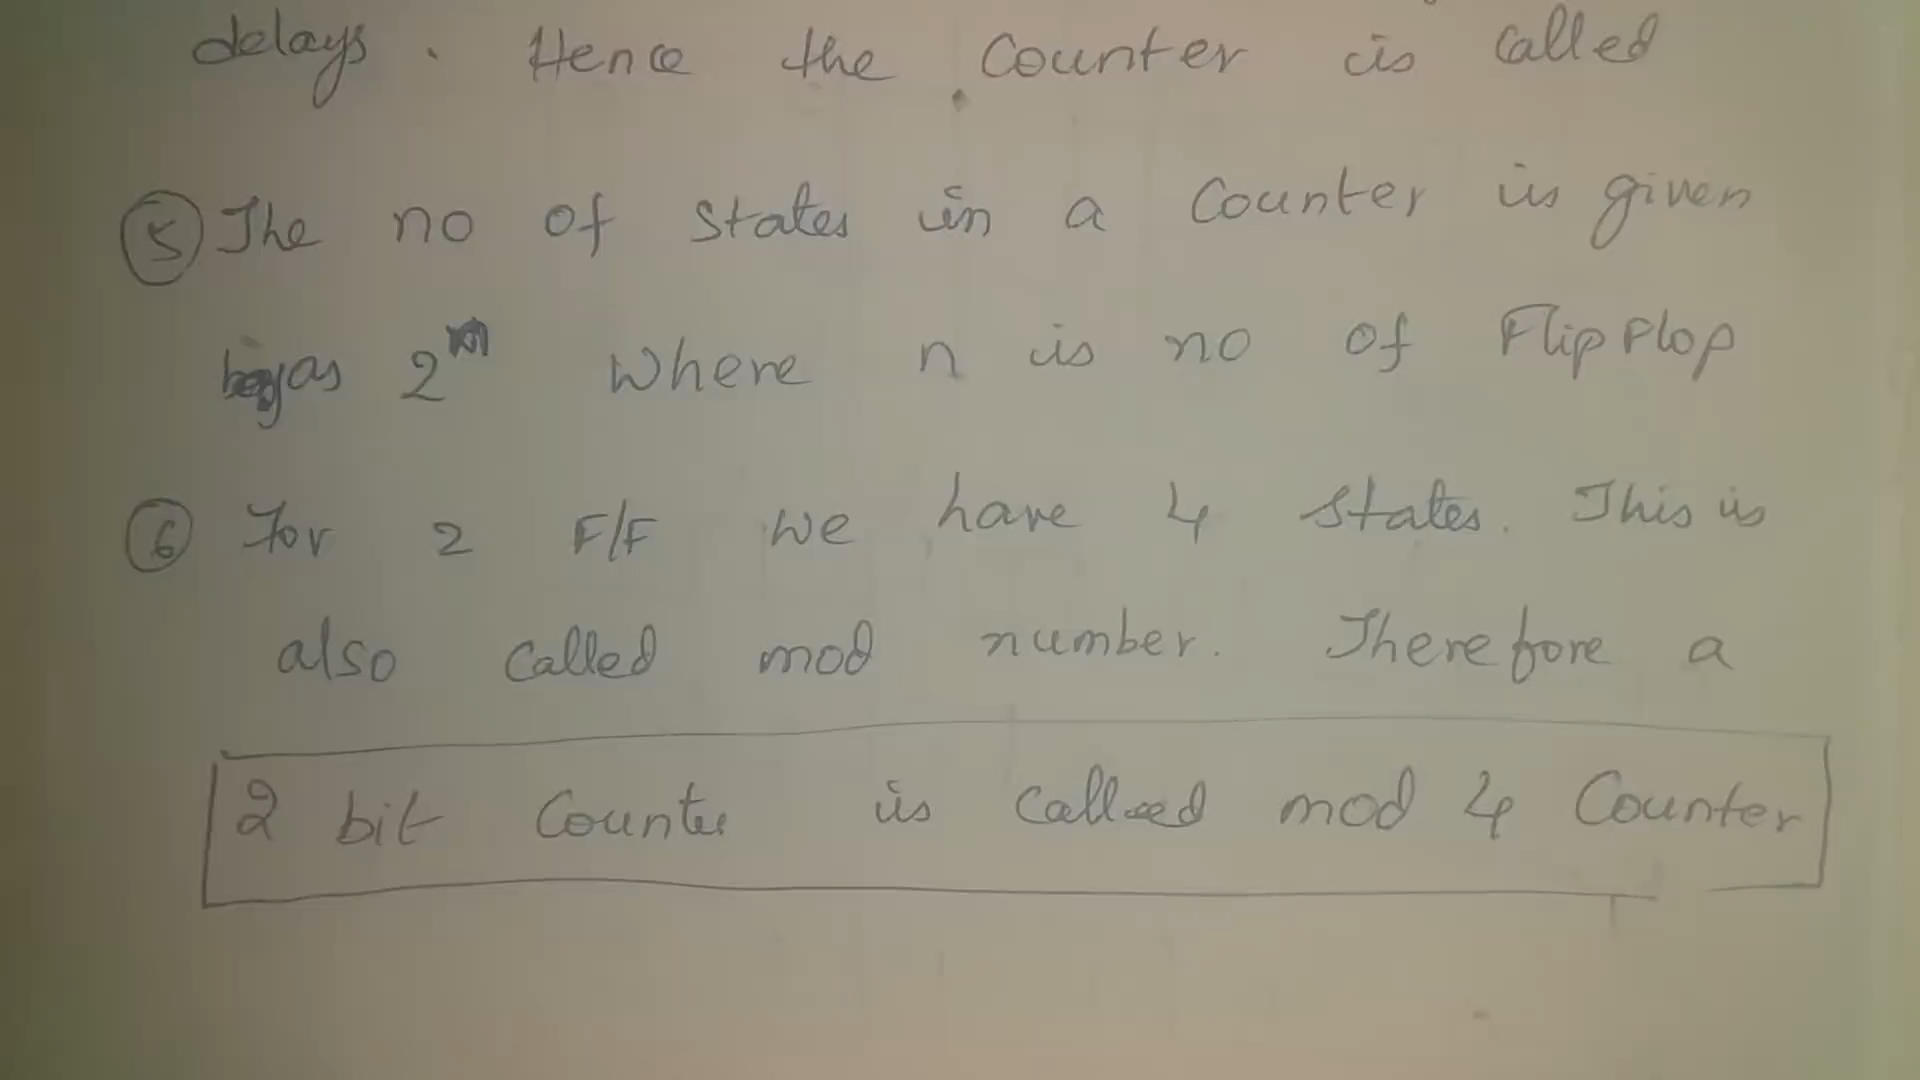 delays. Hence the Counter is Called
⑤ The no of States in a Counter is given
as 2ⁿ Where n is no of FlipFlop
⑥ For 2 F/F we have 4 States. This is
also Called mod number. Therefore a
2 bit Counter is Called mod 4 Counter